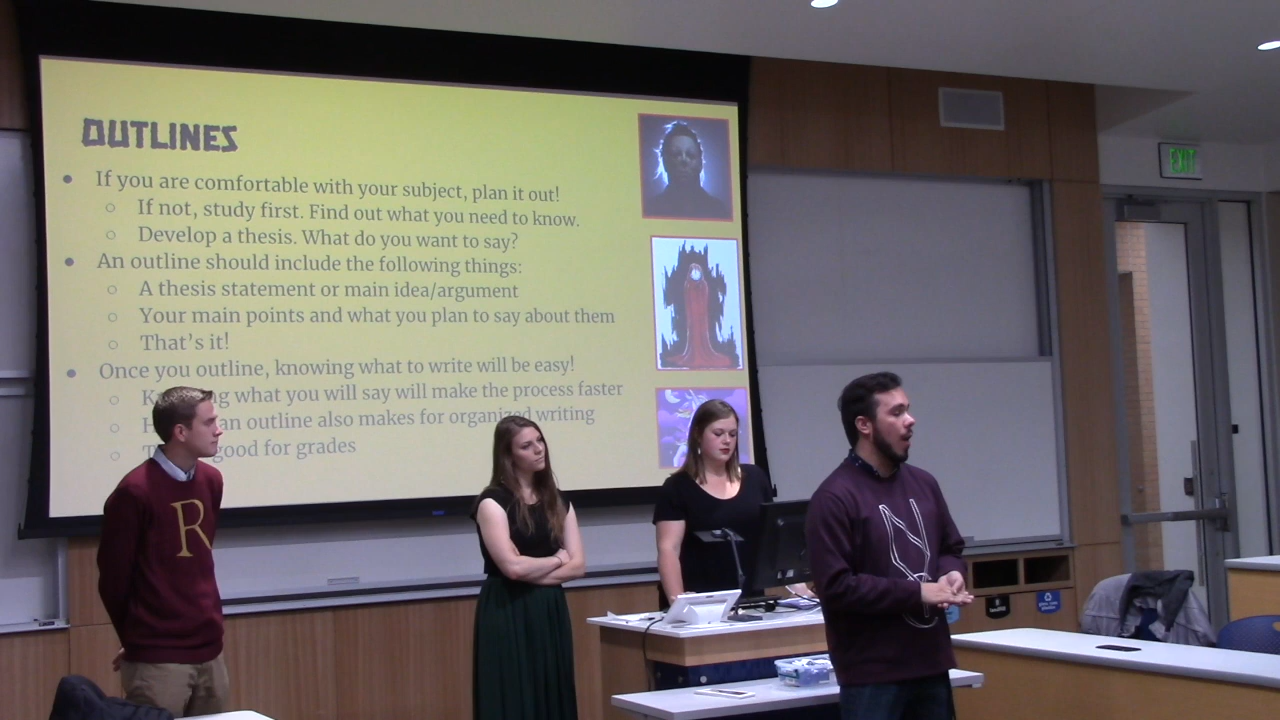 OUTLINES
If you are comfortable with your subject, plan it out!
If not, study first. Find out what you need to know.
Develop a thesis. What do you want to say?
An outline should include the following things:
A thesis statement or main idea/argument
Your main points and what you plan to say about them
That's it!
Once you outline, knowing what to write will be easy!
what you will say will make the process faster
an outline also makes for organized writing
good for grades
EXIT
R